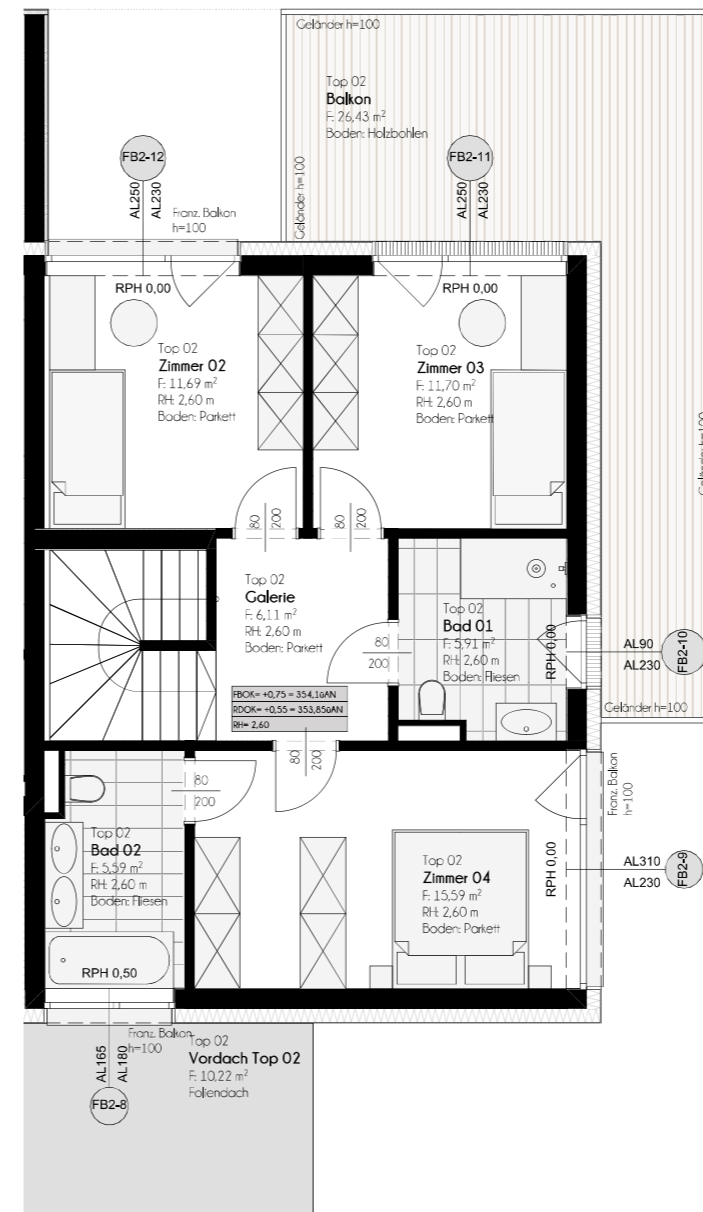 Geländer h=100
Top 02
Balkon
F: 26,43 m²
Boden: Holzbohlen
Geländer h=100
FB2-12
AL250
AL230
Franz. Balkon
h=100
FB2-11
AL250
AL230
RPH 0,00
RPH 0,00
Top 02
Zimmer 02
F: 11,69 m²
RH: 2,60 m
Boden: Parkett
Top 02
Zimmer 03
F: 11,70 m²
RH: 2,60 m
Boden: Parkett
80
200
80
200
Top 02
Galerie
F: 6,11 m²
RH: 2,60 m
Boden: Parkett
FBOK= +0,75 = 354,10üAN
RDOK= +0,55 = 353,85üAN
RH= 2,60
80
200
Top 02
Bad 01
F: 5,91 m²
RH: 2,60 m
Boden: Fliesen
RPH 0,00
AL90
AL230
FB2-10
Geländer h=100
80
200
80
200
Top 02
Bad 02
F: 5,59 m²
RH: 2,60 m
Boden: Fliesen
RPH 0,50
Top 02
Zimmer 04
F: 15,59 m²
RH: 2,60 m
Boden: Parkett
RPH 0,00
Franz. Balkon
h=100
AL310
AL230
FB2-9
Franz. Balkon
h=100
AL165
AL180
FB2-8
Top 02
Vordach Top 02
F: 10,22 m²
Foliendach